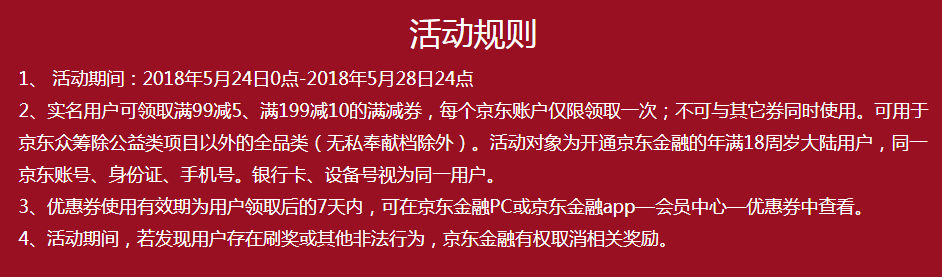 活动规则
1、 活动期间：2018年5月24日0点-2018年5月28日24点
2、实名用户可领取满99减5、满199减10的满减券，每个京东账户仅限领取一次；不可与其它券同时使用。可用于
京东众筹除公益类项目以外的全品类（无私奉献档除外）。活动对象为开通京东金融的年满18周岁大陆用户，同一
京东账号、身份证、手机号。银行卡、设备号视为同一用户。
3、优惠券使用有效期为用户领取后的7天内，可在京东金融PC或京东金融app—会员中心—优惠券中查看。
4、活动期间，若发现用户存在刷奖或其他非法行为，京东金融有权取消相关奖励。